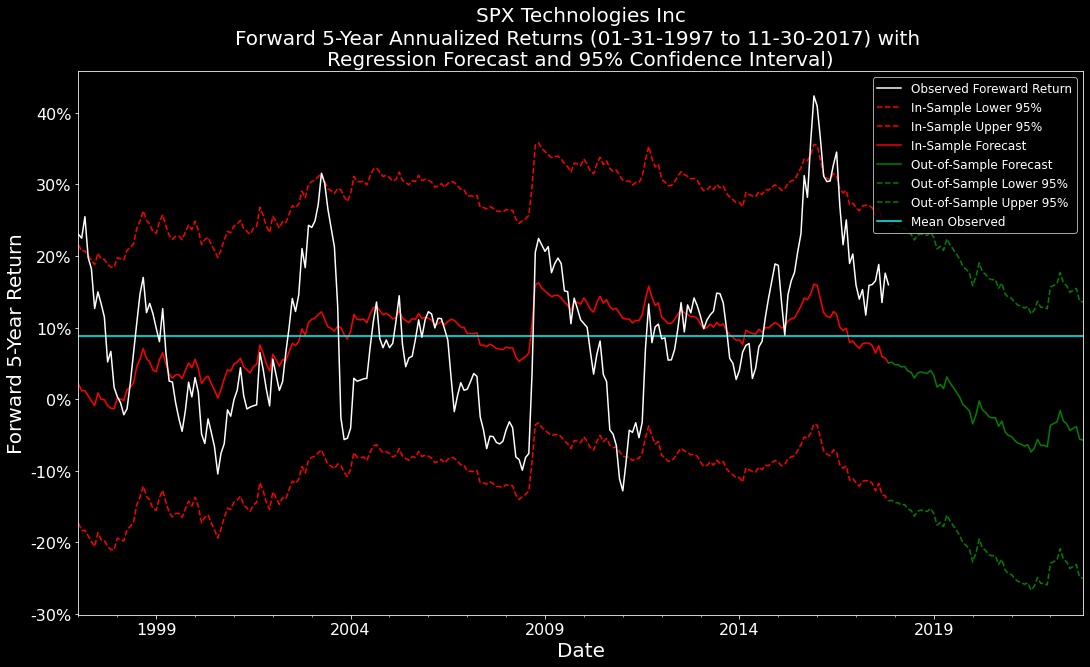 SPX Technologies Inc
Forward 5-Year Annualized Returns (01-31-1997 to 11-30-2017) with
Regression Forecast and 95% Confidence Interval)
Observed Foreward Return
In-Sample Lower 95%
In-Sample Upper 95%
In-Sample Forecast
Out-of-Sample Forecast
Out-of-Sample Lower 95%
Out-of-Sample Upper 95%
Mean Observed
Forward 5-Year Return
40%
30%
20%
10%
0%
-10%
-20%
-30%
1999
2004
2009
2014
2019
Date